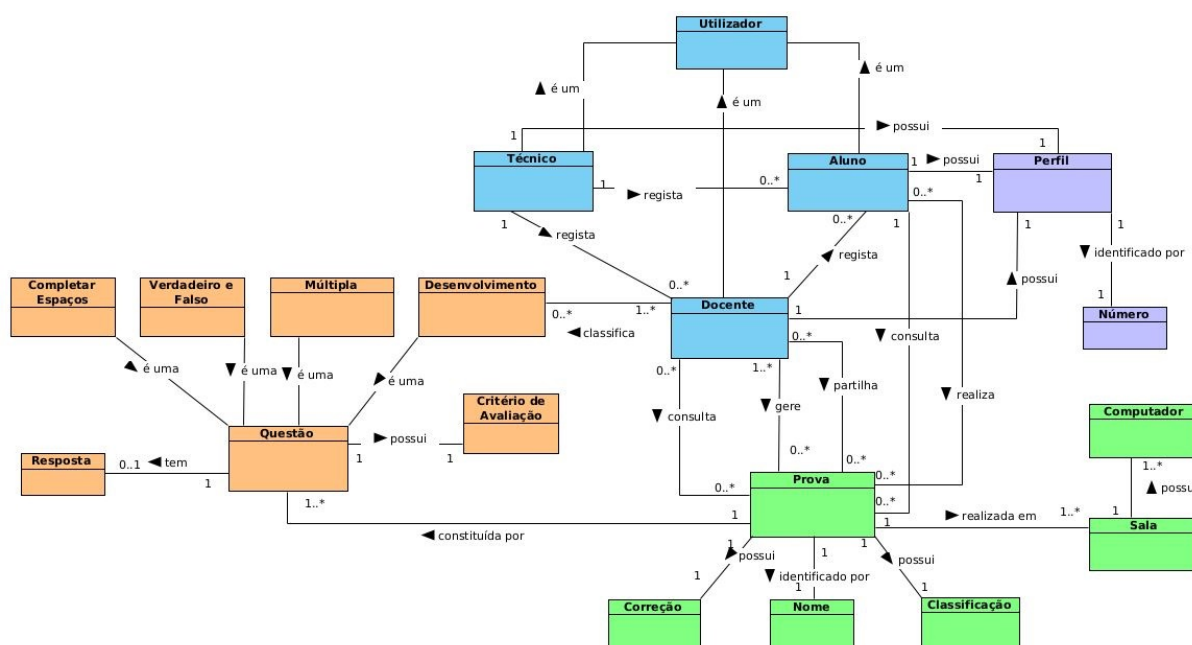 Utilizador
é um
é um
é um
possui
1
1
Técnico
Aluno
Perfil
1
possui
1
1
regista
0..*
0..*
1
regista
0..*
1
1
1
identificado por
1
Número
possui
1
regista
Completar
Espaços
Verdadeiro e
Falso
Múltipla
Desenvolvimento
0..*
1..*
classifica
0..*
Docente
1
consulta
0..*
1..*
0..*
é uma
é uma
é uma
é uma
partilha
consulta
gere
realiza
Critério de
Avaliação
Computador
Questão
possui
1
1
Resposta
0..1
tem
1
1..*
0..*
0..*
0..*
Prova
0..*
0..*
1..*
possu
1
constituída por
1
1
realizada em
1..*
Sala
1
possui
1
1
identificado por
1
1
possui
1
Correção
Nome
Classificação